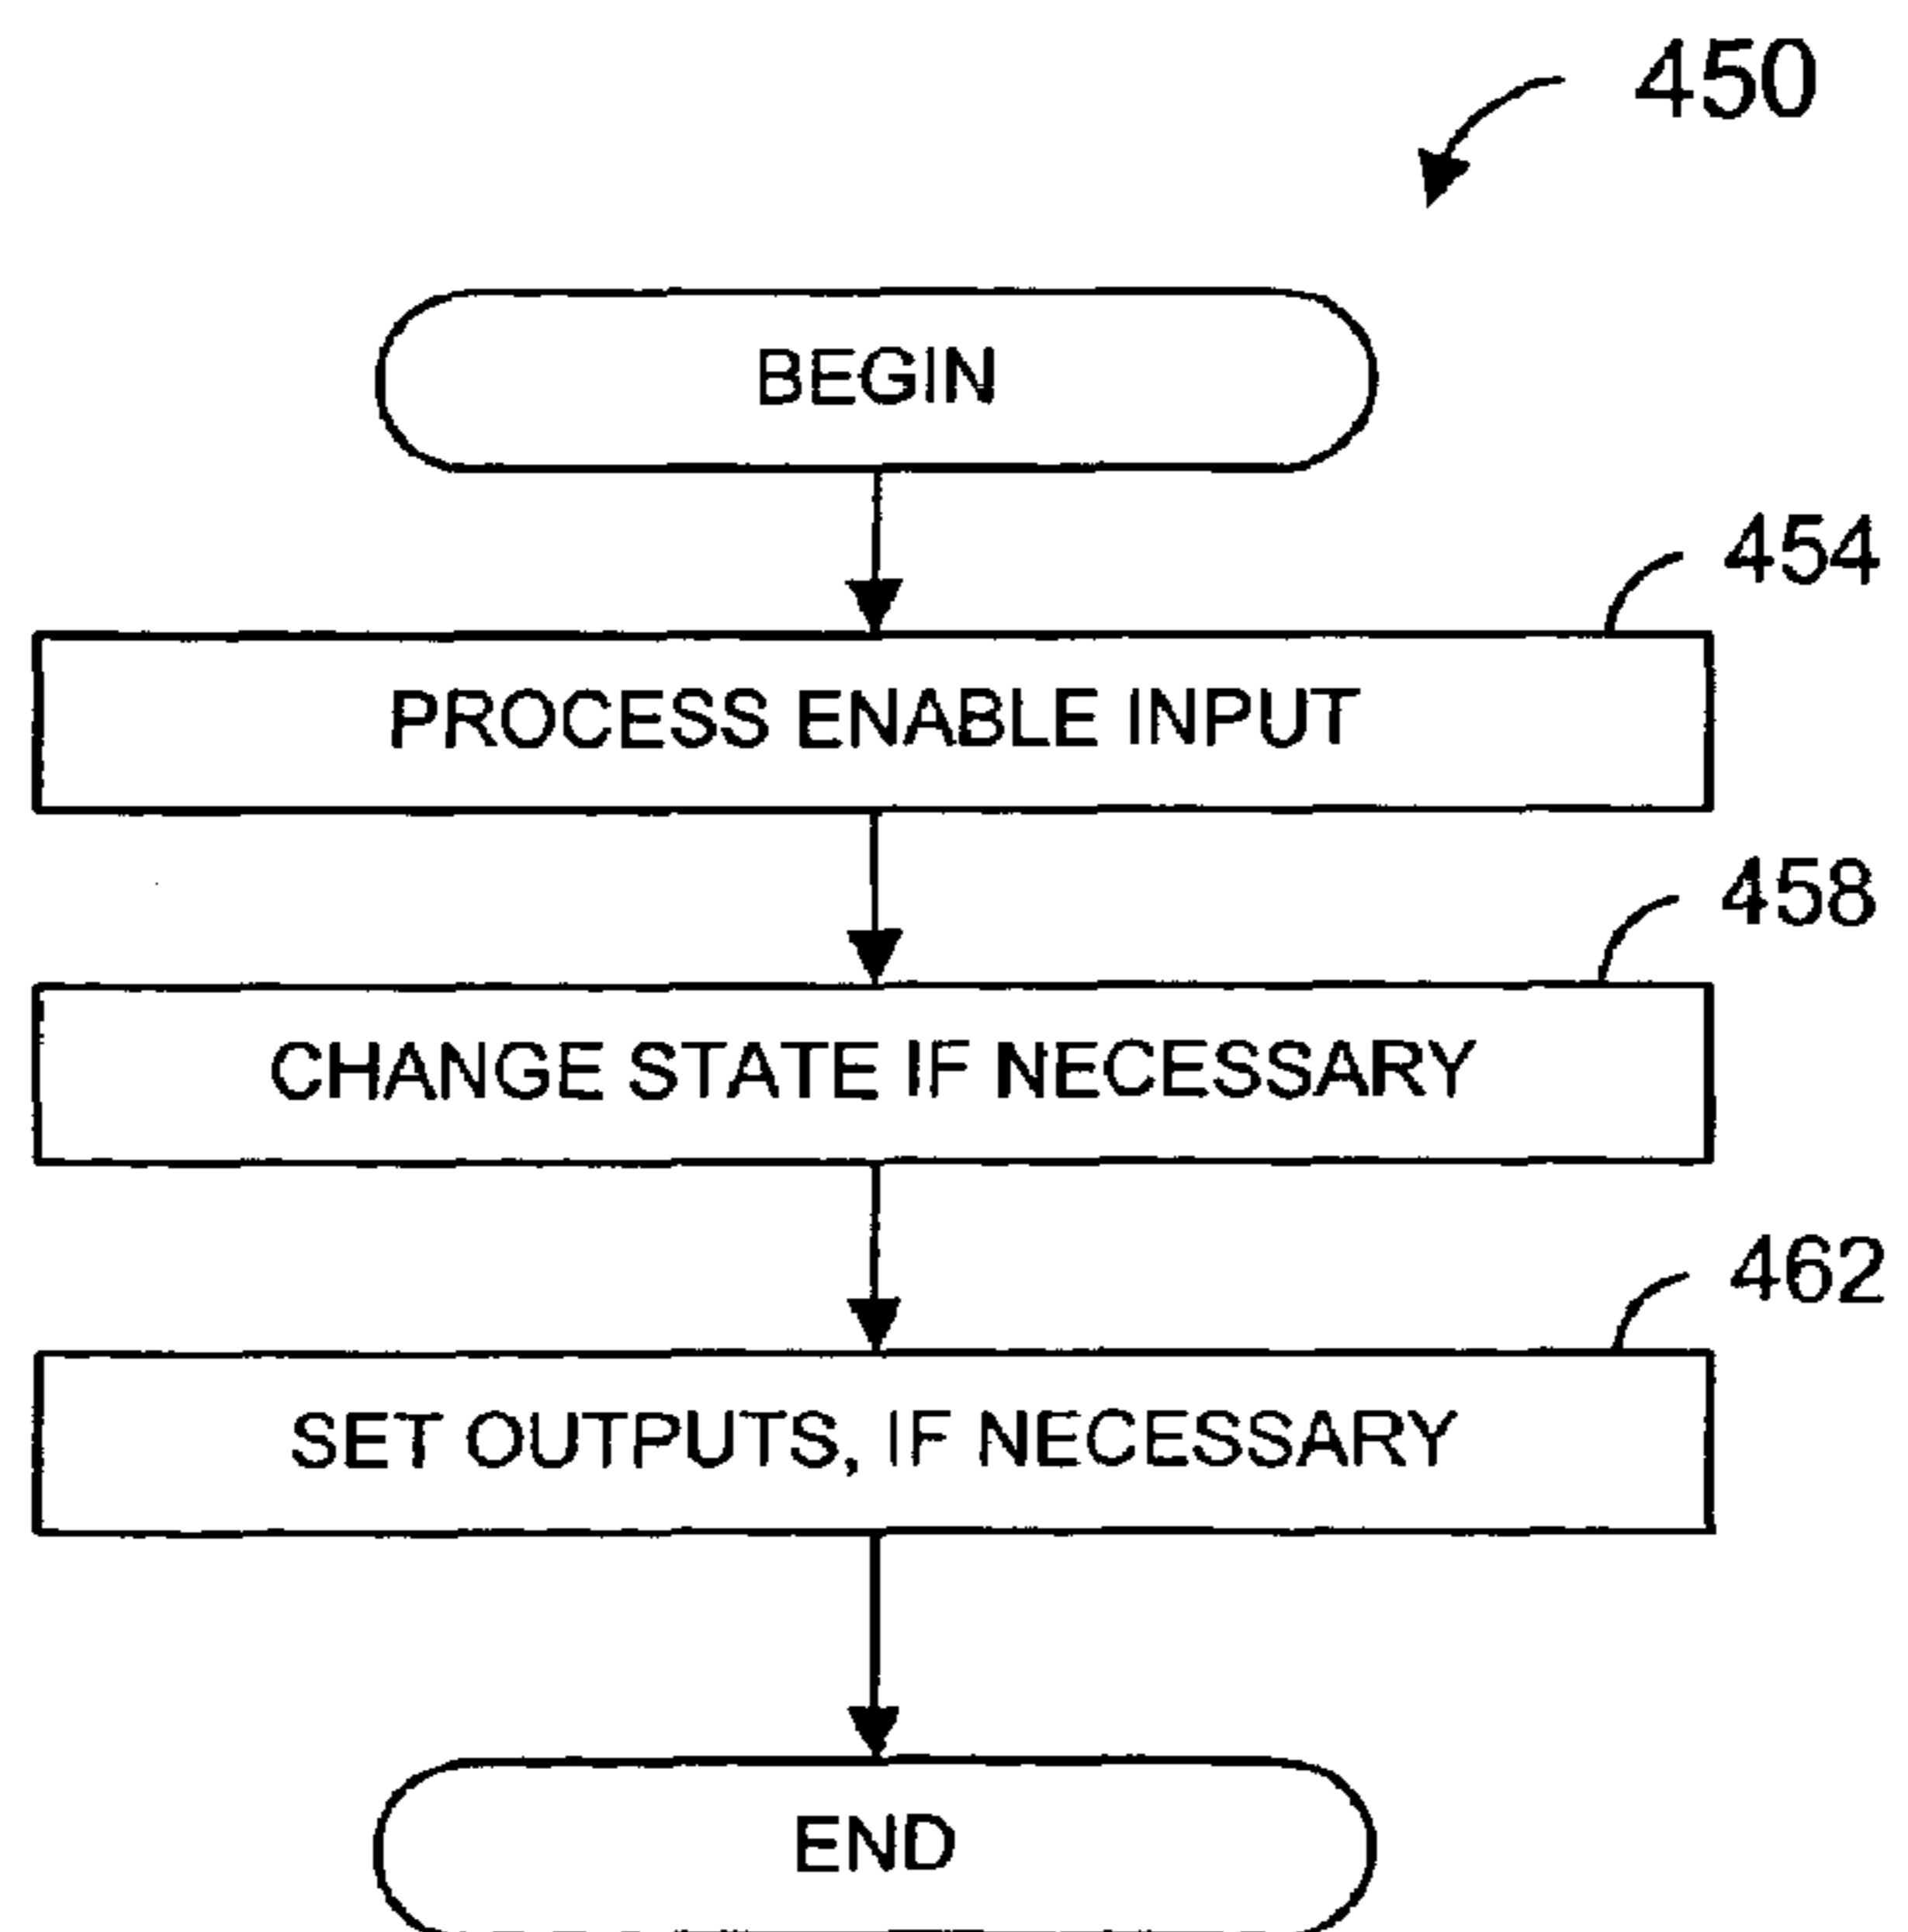 450
BEGIN
454
PROCESS ENABLE INPUT
458
CHANGE STATE IF NECESSARY
462
SET OUTPUTS, IF NECESSARY
END